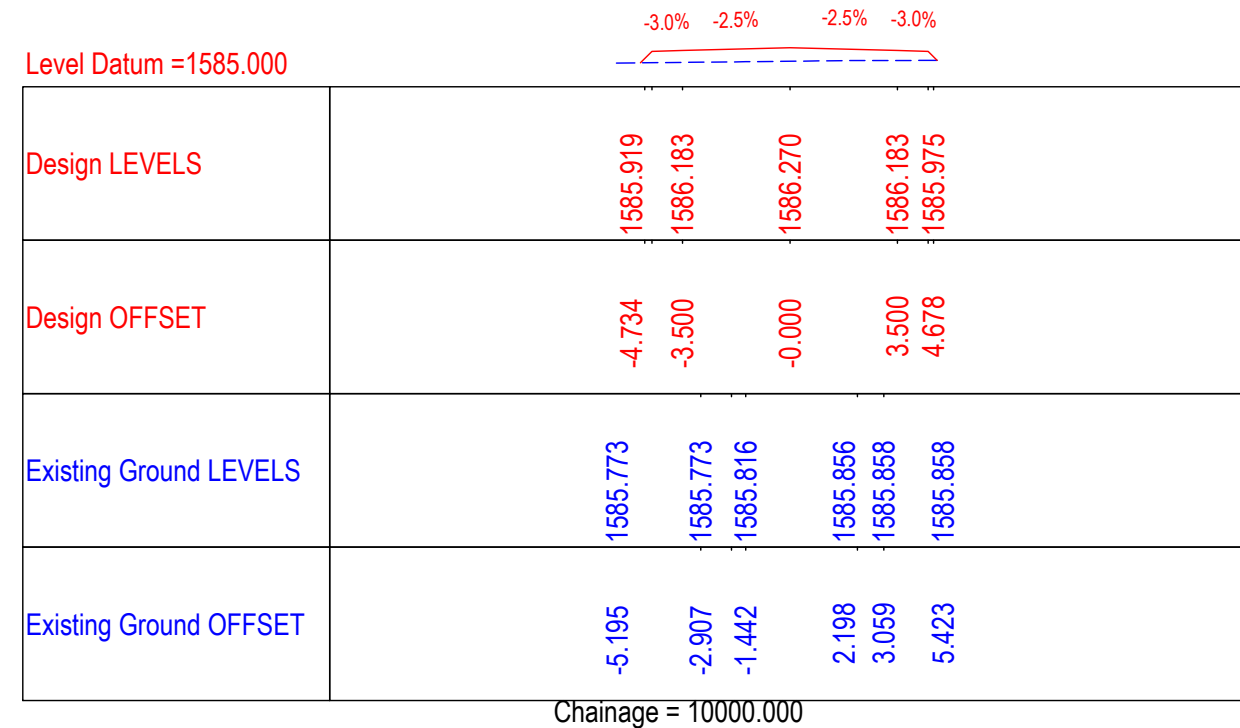 -3.0% -2.5% -2.5% -3.0%
Level Datum =1585.000
Design LEVELS 1585.919 1586.183 1586.270 1586.183 1585.975
Design OFFSET -4.734 -3.500 -0.000 3.500 4.678
Existing Ground LEVELS 1585.773 1585.773 1585.816 1585.856 1585.858 1585.858
Existing Ground OFFSET -5.195 -2.907 -1.442 2.198 3.059 5.423
Chainage = 10000.000